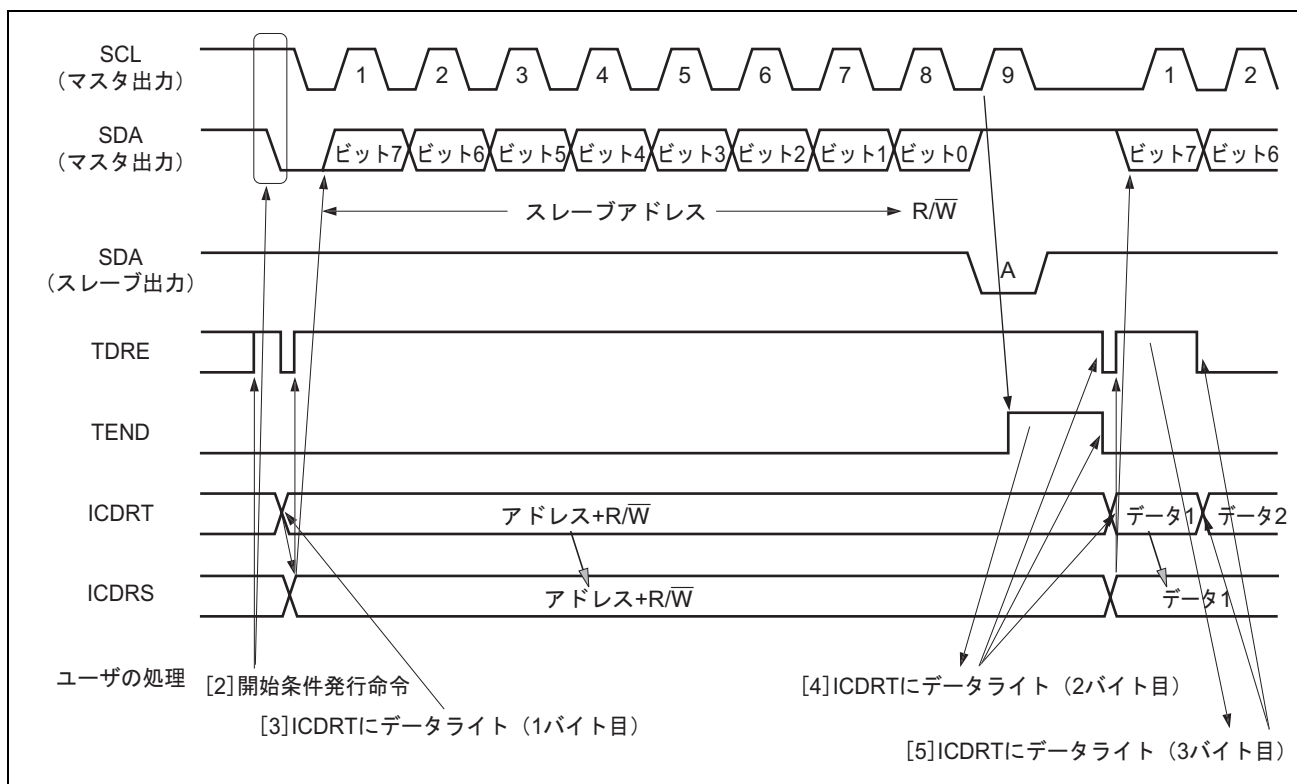 SCL
（マスタ出力）
1 2 3 4 5 6 7 8 9 1 2
SDA
（マスタ出力）
ビット7 ビット6 ビット5 ビット4 ビット3 ビット2 ビット1 ビット0 ビット7 ビット6
スレーブアドレス R/W̅
SDA
（スレーブ出力）
A
TDRE
TEND
ICDRT
アドレス+R/W̅ データ1 データ2
ICDRS
アドレス+R/W̅ データ1
ユーザの処理
[2]開始条件発行命令
[3]ICDRTにデータライト（1バイト目）
[4]ICDRTにデータライト（2バイト目）
[5]ICDRTにデータライト（3バイト目）